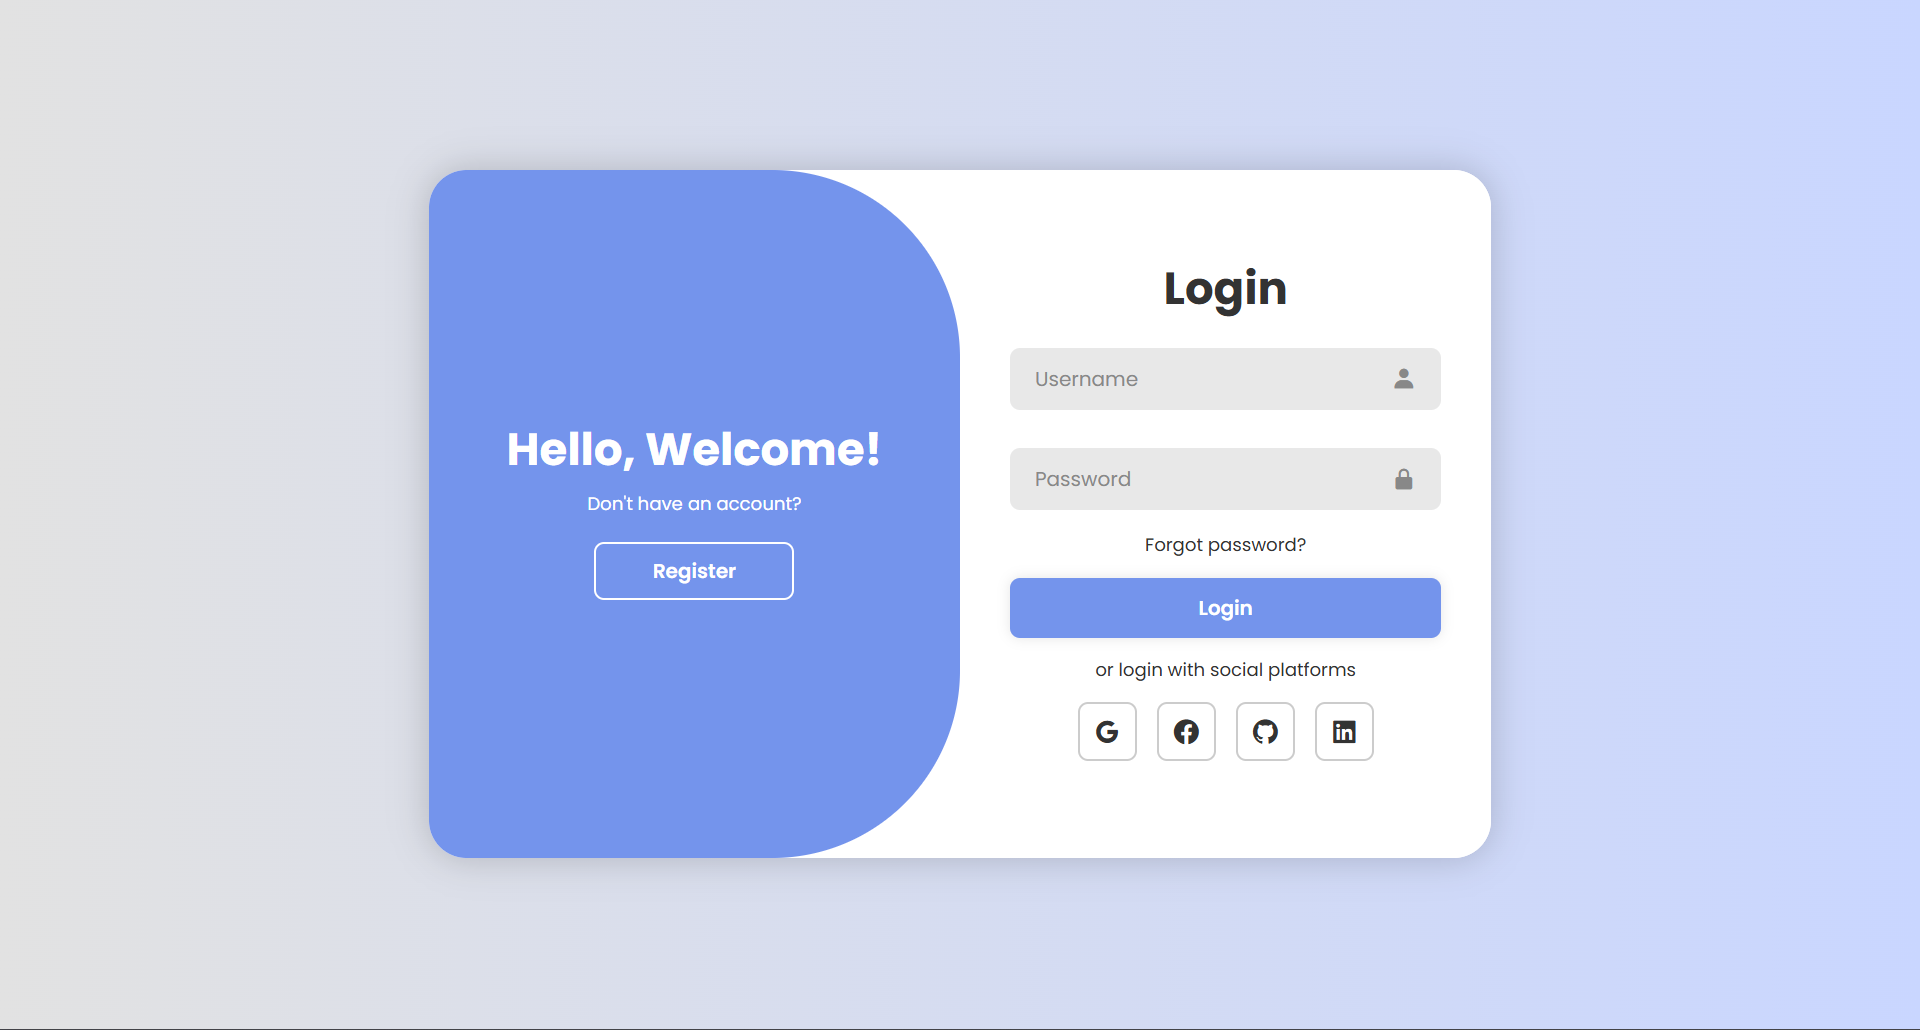 Hello, Welcome!
Don't have an account?
Register
Login
Username
Password
Forgot password?
Login
or login with social platforms